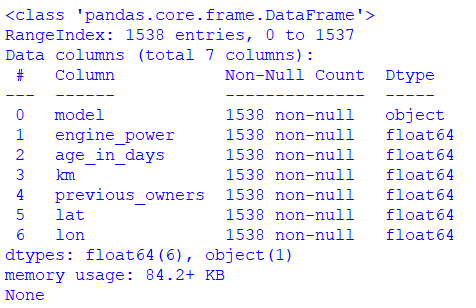 <class 'pandas.core.frame.DataFrame'>
RangeIndex: 1538 entries, 0 to 1537
Data columns (total 7 columns):
 #   Column           Non-Null Count  Dtype
---  ------           --------------  -----
 0   model            1538 non-null   object
 1   engine_power     1538 non-null   float64
 2   age_in_days      1538 non-null   float64
 3   km               1538 non-null   float64
 4   previous_owners  1538 non-null   float64
 5   lat              1538 non-null   float64
 6   lon              1538 non-null   float64
dtypes: float64(6), object(1)
memory usage: 84.2+ KB
None